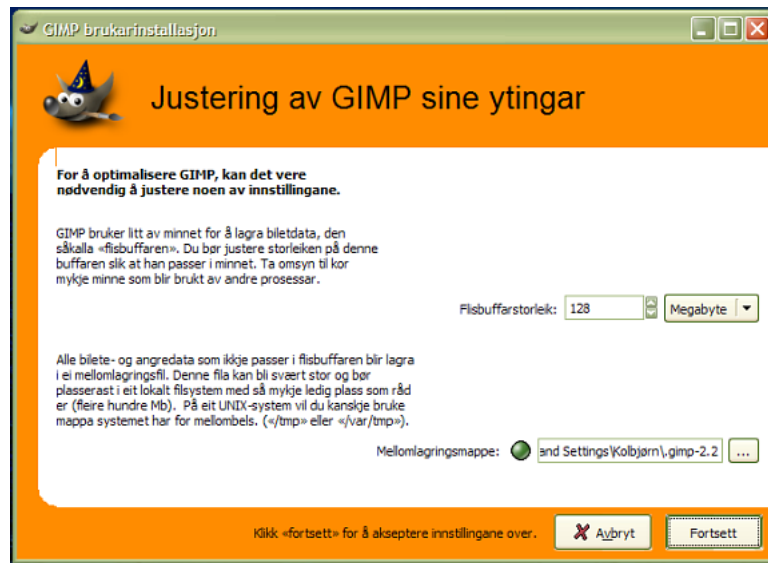 GIMP brukarinstallasjon
Justering av GIMP sine ytingar
For å optimalisere GIMP, kan det vere
nødvendig å justere noen av innstillingane.
GIMP bruker litt av minnet for å lagra biletdata, den
såkalla «flisbuffaren». Du bør justere storleiken på denne
buffaren slik at han passer i minnet. Ta omsyn til kor
mykje minne som blir brukt av andre prosessar.
Flisbuffarstorleik: 128 Megabyte
Alle bilete- og angredata som ikkje passer i flisbuffaren blir lagra
i ei mellomlagringsfil. Denne fila kan bli svært stor og bør
plasserast i eit lokalt filsystem med så mykje ledig plass som råd
er (fleire hundre Mb). På eit UNIX-system vil du kanskje bruke
mappa systemet har for mellombels. («/tmp» eller «/var/tmp»).
Mellomlagringsmappe: and Settings\Kolbjørn\.gimp-2.2 ...
Klikk «fortsett» for å akseptere innstilingane over. Avbryt Fortsett